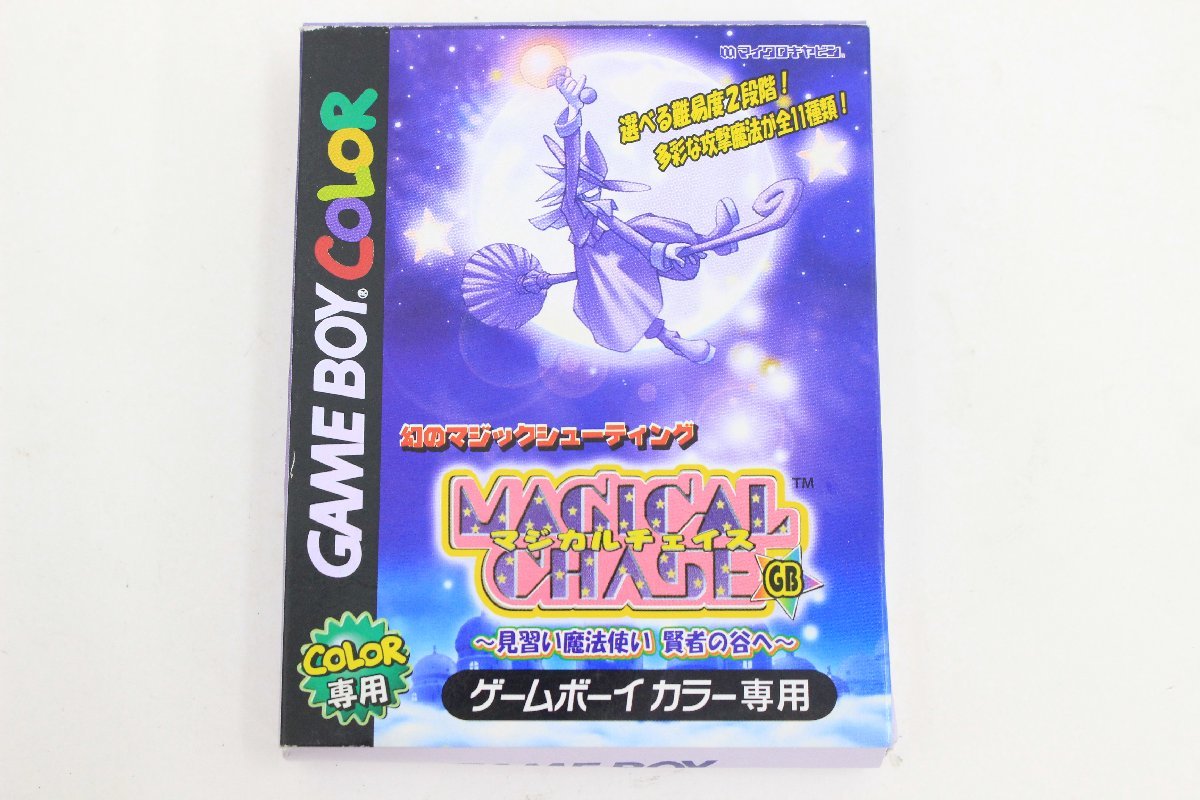 GAME BOY COLOR
マイクロキャビン
選べる難易度2段階!
多彩な攻撃魔法が全11種類!
幻のマジックシューティング
MAGICAL TM
マジカルチェイス
CHASE GB
~見習い魔法使い 賢者の谷へ~
COLOR
専用
ゲームボーイ カラー専用
GAME BOY